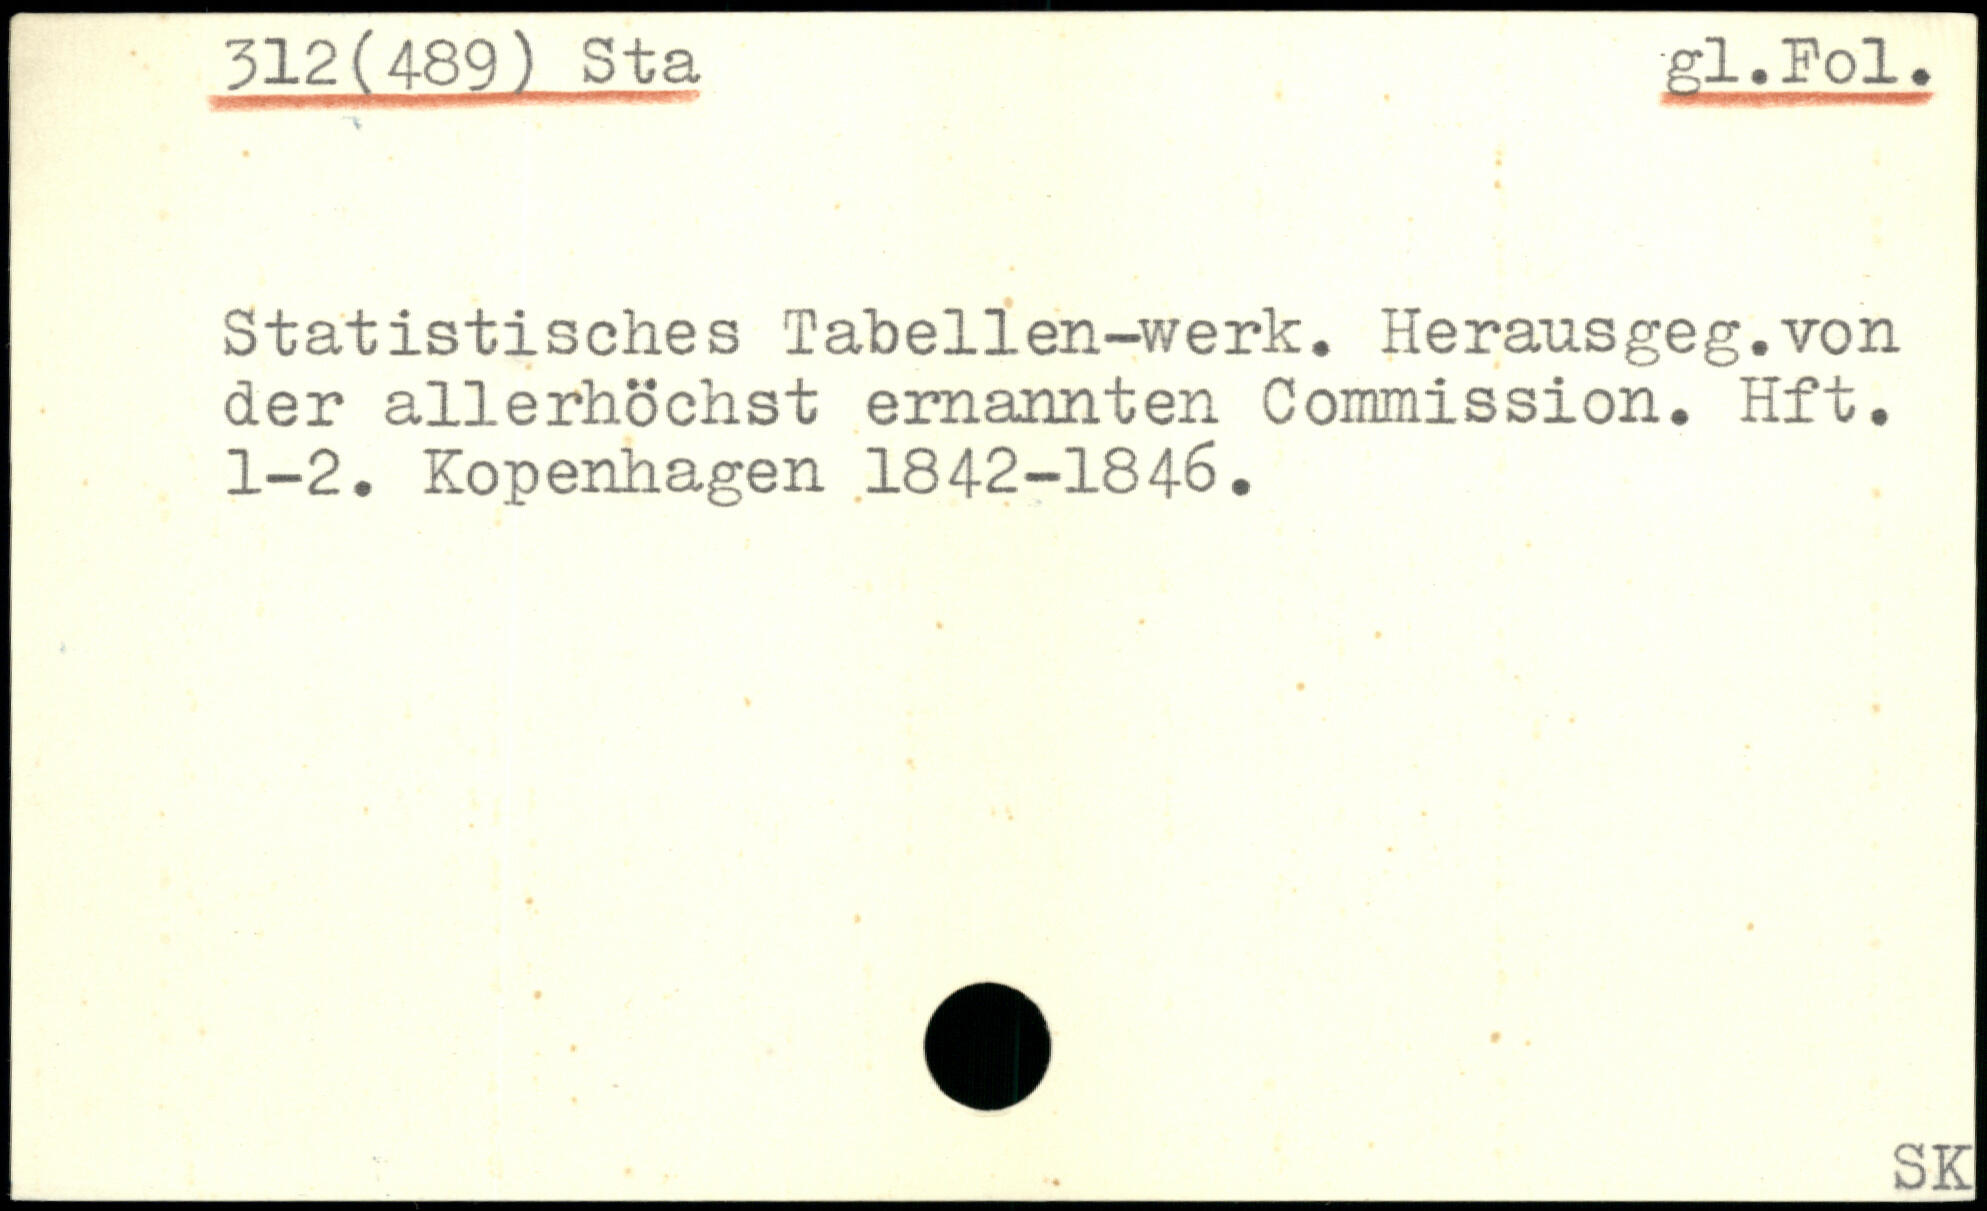 312(489) Sta gl.Fol.
Statistisches Tabellen-werk. Herausgeg.von
der allerhöchst ernannten Commission. Hft.
1-2. Kopenhagen 1842-1846.
SK